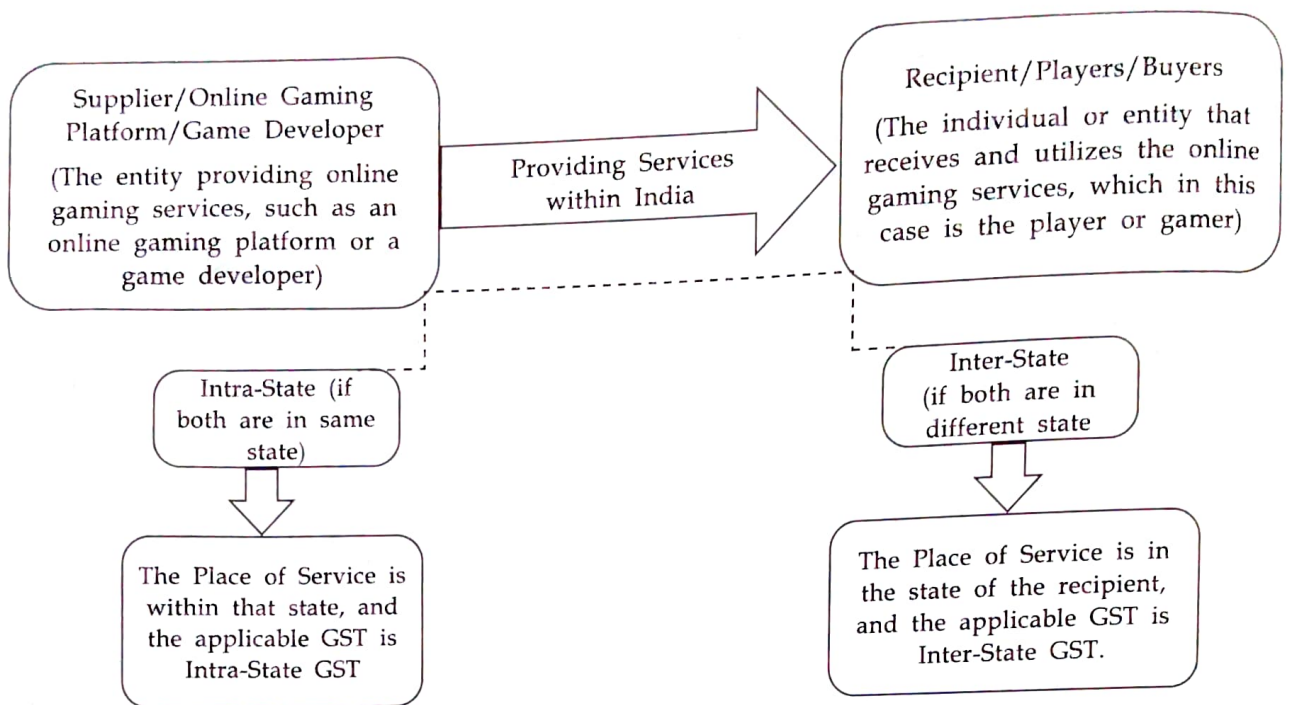 Supplier/Online Gaming
Platform/Game Developer
(The entity providing online
gaming services, such as an
online gaming platform or a
game developer)
Providing Services
within India
Recipient/Players/Buyers
(The individual or entity that
receives and utilizes the online
gaming services, which in this
case is the player or gamer)
Intra-State (if
both are in same
state)
Inter-State
(if both are in
different state
The Place of Service is
within that state, and
the applicable GST is
Intra-State GST
The Place of Service is in
the state of the recipient,
and the applicable GST is
Inter-State GST.